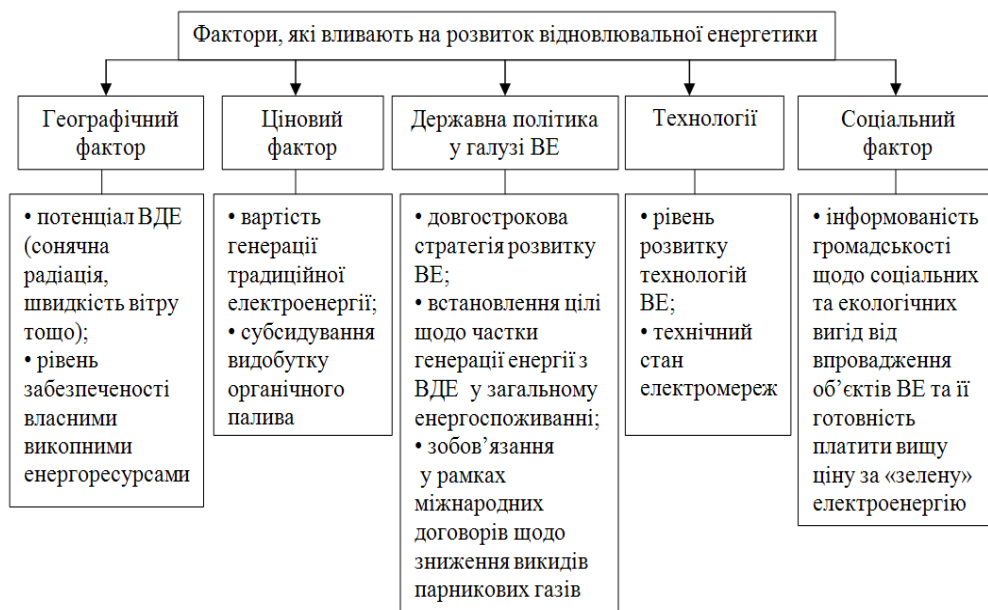 Фактори, які вливають на розвиток відновлювальної енергетики
Географічний
фактор
Ціновий
фактор
Державна політика
у галузі ВЕ
Технології
Соціальний
фактор
• потенціал ВДЕ
(сонячна
радіація,
швидкість вітру
тощо);
• рівень
забезпеченості
власними
викопними
енергоресурсами
• вартість
генерації
традиційної
електроенергії;
• субсидування
видобутку
органічного
палива
• довгострокова
стратегія розвитку
ВЕ;
• встановлення цілі
щодо частки
генерації енергії з
ВДЕ у загальному
енергоспоживанні;
• зобов’язання
у рамках
міжнародних
договорів щодо
зниження викидів
парникових газів
• рівень
розвитку
технологій
ВЕ;
• технічний
стан
електромереж
• інформованість
громадськості
щодо соціальних
та екологічних
вигід від
впровадження
об’єктів ВЕ та її
готовність
платити вищу
ціну за «зелену»
електроенергію